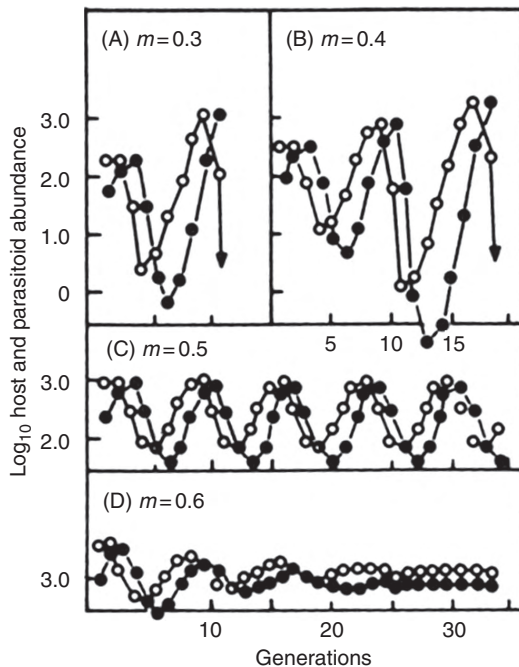 (A) m=0.3
(B) m=0.4
3.0
2.0
1.0
0
5 10 15
(C) m=0.5
3.0
2.0
(D) m=0.6
3.0
10 20 30
Generations
Log10 host and parasitoid abundance